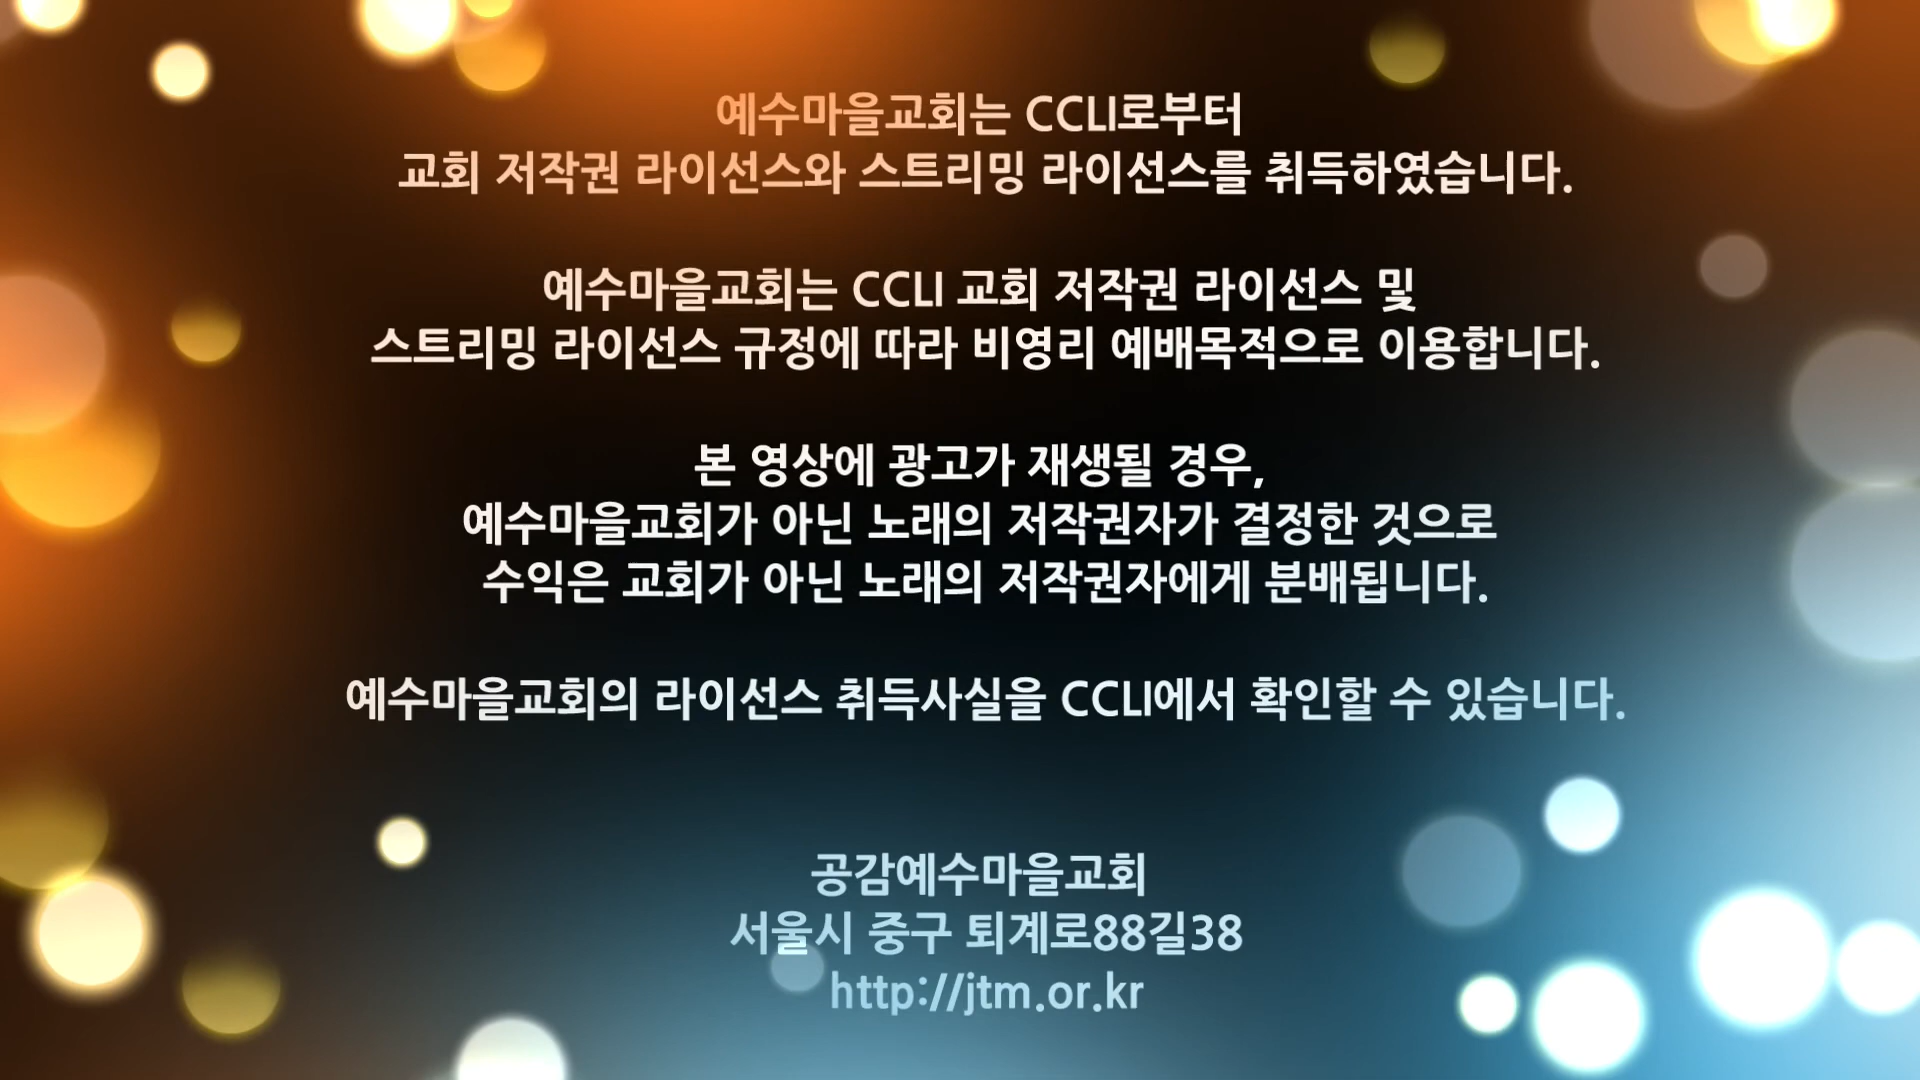 예수마을교회는 CCLI로부터
교회 저작권 라이선스와 스트리밍 라이선스를 취득하였습니다.
예수마을교회는 CCLI 교회 저작권 라이선스 및
스트리밍 라이선스 규정에 따라 비영리 예배목적으로 이용합니다.
본 영상에 광고가 재생될 경우,
예수마을교회가 아닌 노래의 저작권자가 결정한 것으로
수익은 교회가 아닌 노래의 저작권자에게 분배됩니다.
예수마을교회의 라이선스 취득사실을 CCLI에서 확인할 수 있습니다.
공감예수마을교회
서울시 중구 퇴계로88길38
http://jtm.or.kr